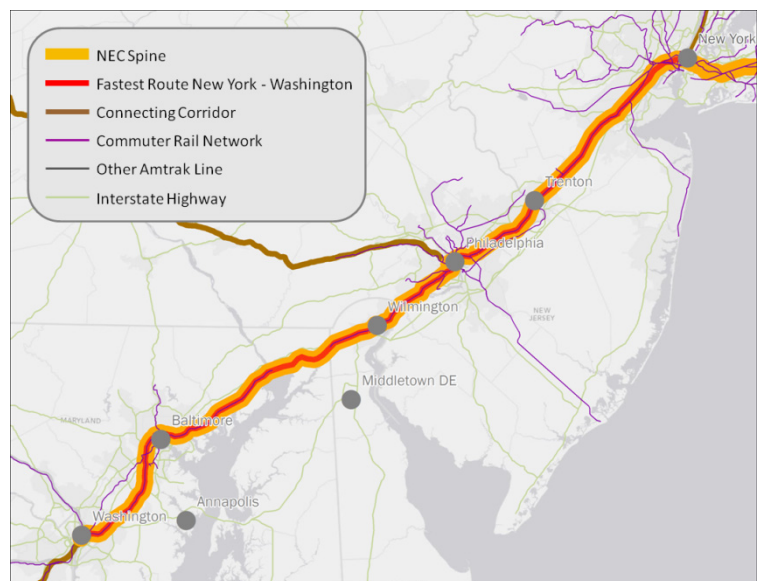 NEC Spine
Fastest Route New York - Washington
Connecting Corridor
Commuter Rail Network
Other Amtrak Line
Interstate Highway
New York
Trenton
Philadelphia
Wilmington
NEW
JERSEY
Middletown DE
MARYLAND
Baltimore
Annapolis
Washington